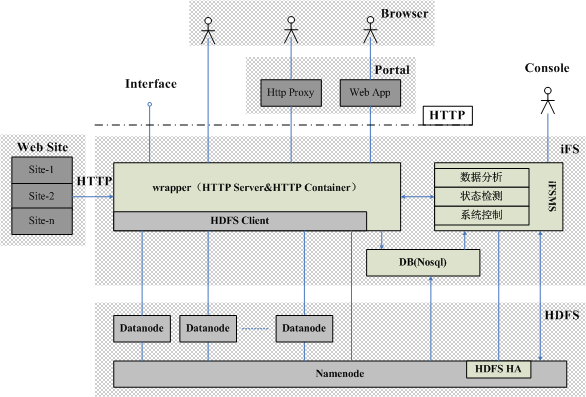 Browser
Portal
Console
Interface
Http Proxy
Web App
HTTP
Web Site
iFS
Site-1
HTTP
wrapper（HTTP Server&HTTP Container）
数据分析
iFSMS
Site-2
状态检测
Site-n
HDFS Client
系统控制
DB(Nosql)
HDFS
Datanode
Datanode
Datanode
Namenode
HDFS HA